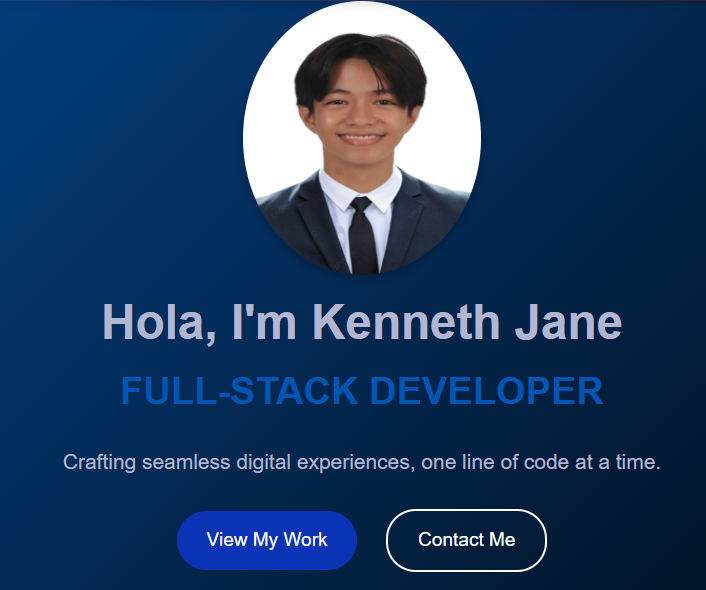 Hola, I'm Kenneth Jane
FULL-STACK DEVELOPER
Crafting seamless digital experiences, one line of code at a time.
View My Work
Contact Me